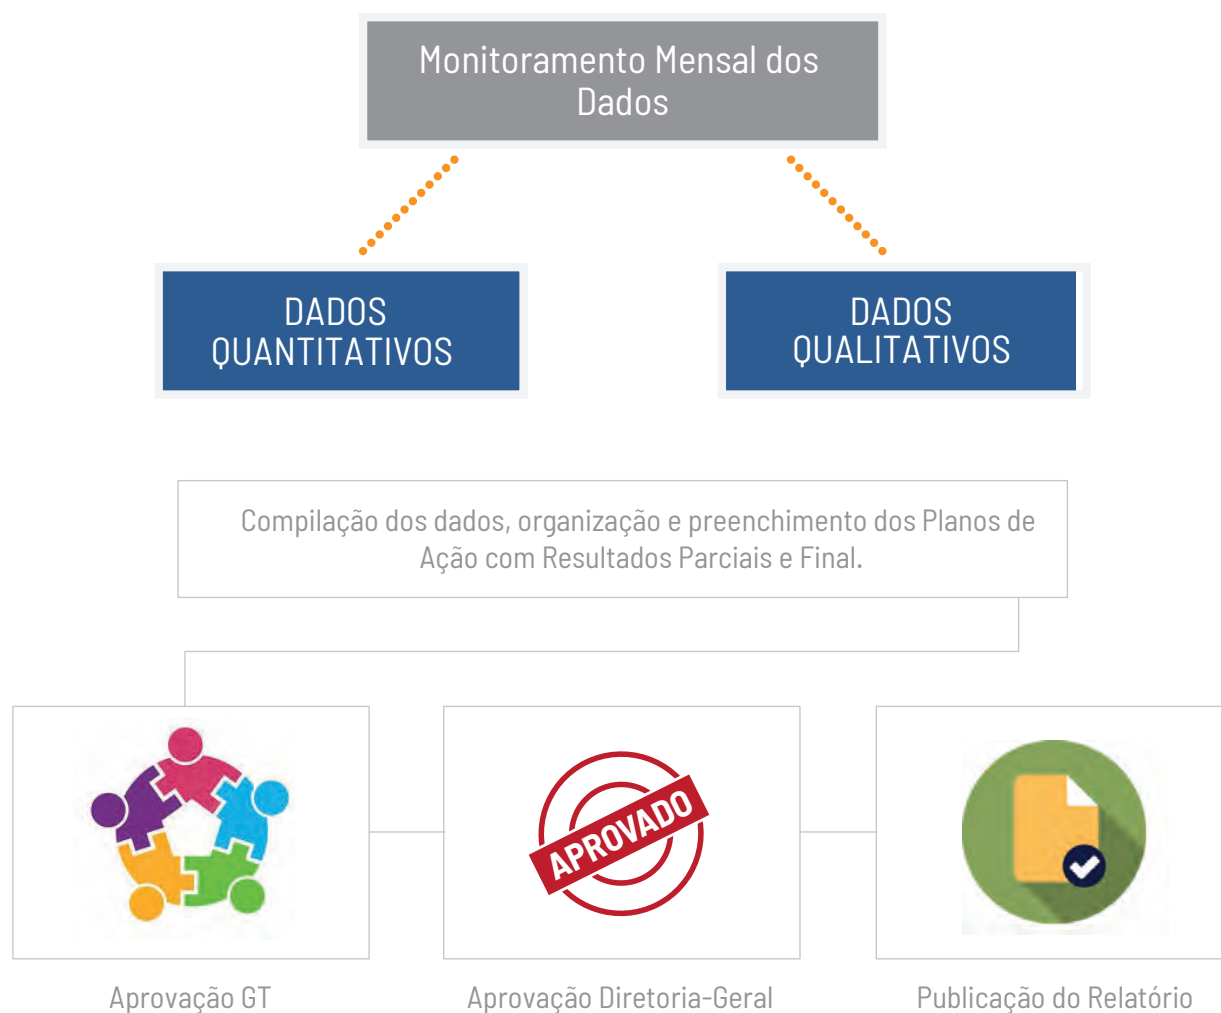 Monitoramento Mensal dos
Dados
DADOS
QUANTITATIVOS
DADOS
QUALITATIVOS
Compilação dos dados, organização e preenchimento dos Planos de
Ação com Resultados Parciais e Final.
APROVADO
Aprovação GT
Aprovação Diretoria-Geral
Publicação do Relatório